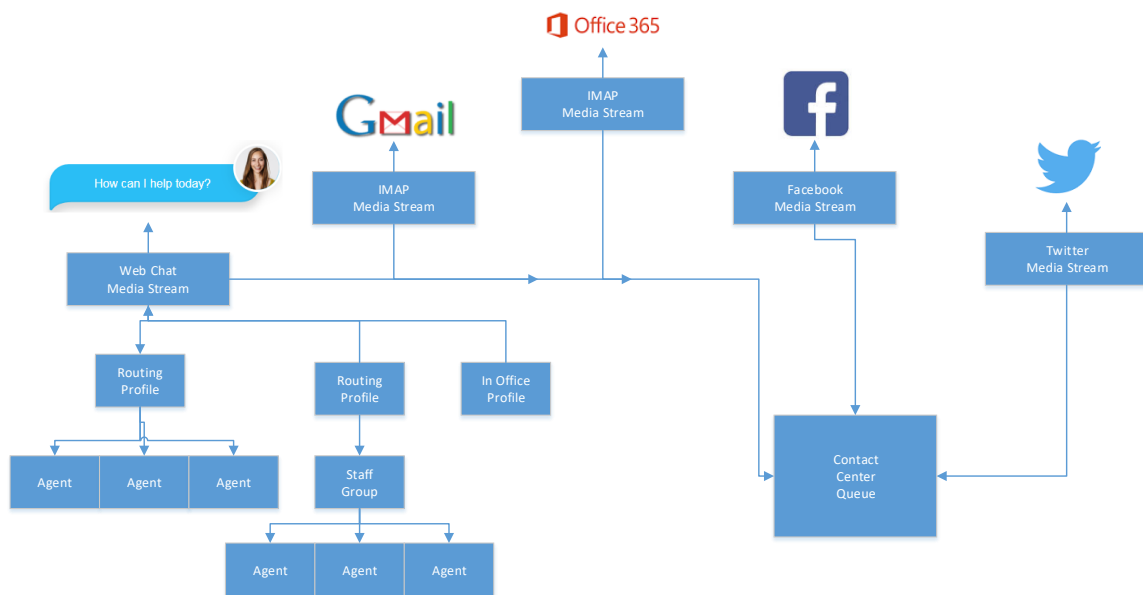 Office 365
IMAP
Media Stream
Gmail
IMAP
Media Stream
Facebook
Media Stream
How can I help today?
Twitter
Media Stream
Web Chat
Media Stream
Routing
Profile
Routing
Profile
In Office
Profile
Agent
Agent
Agent
Staff
Group
Contact
Center
Queue
Agent
Agent
Agent